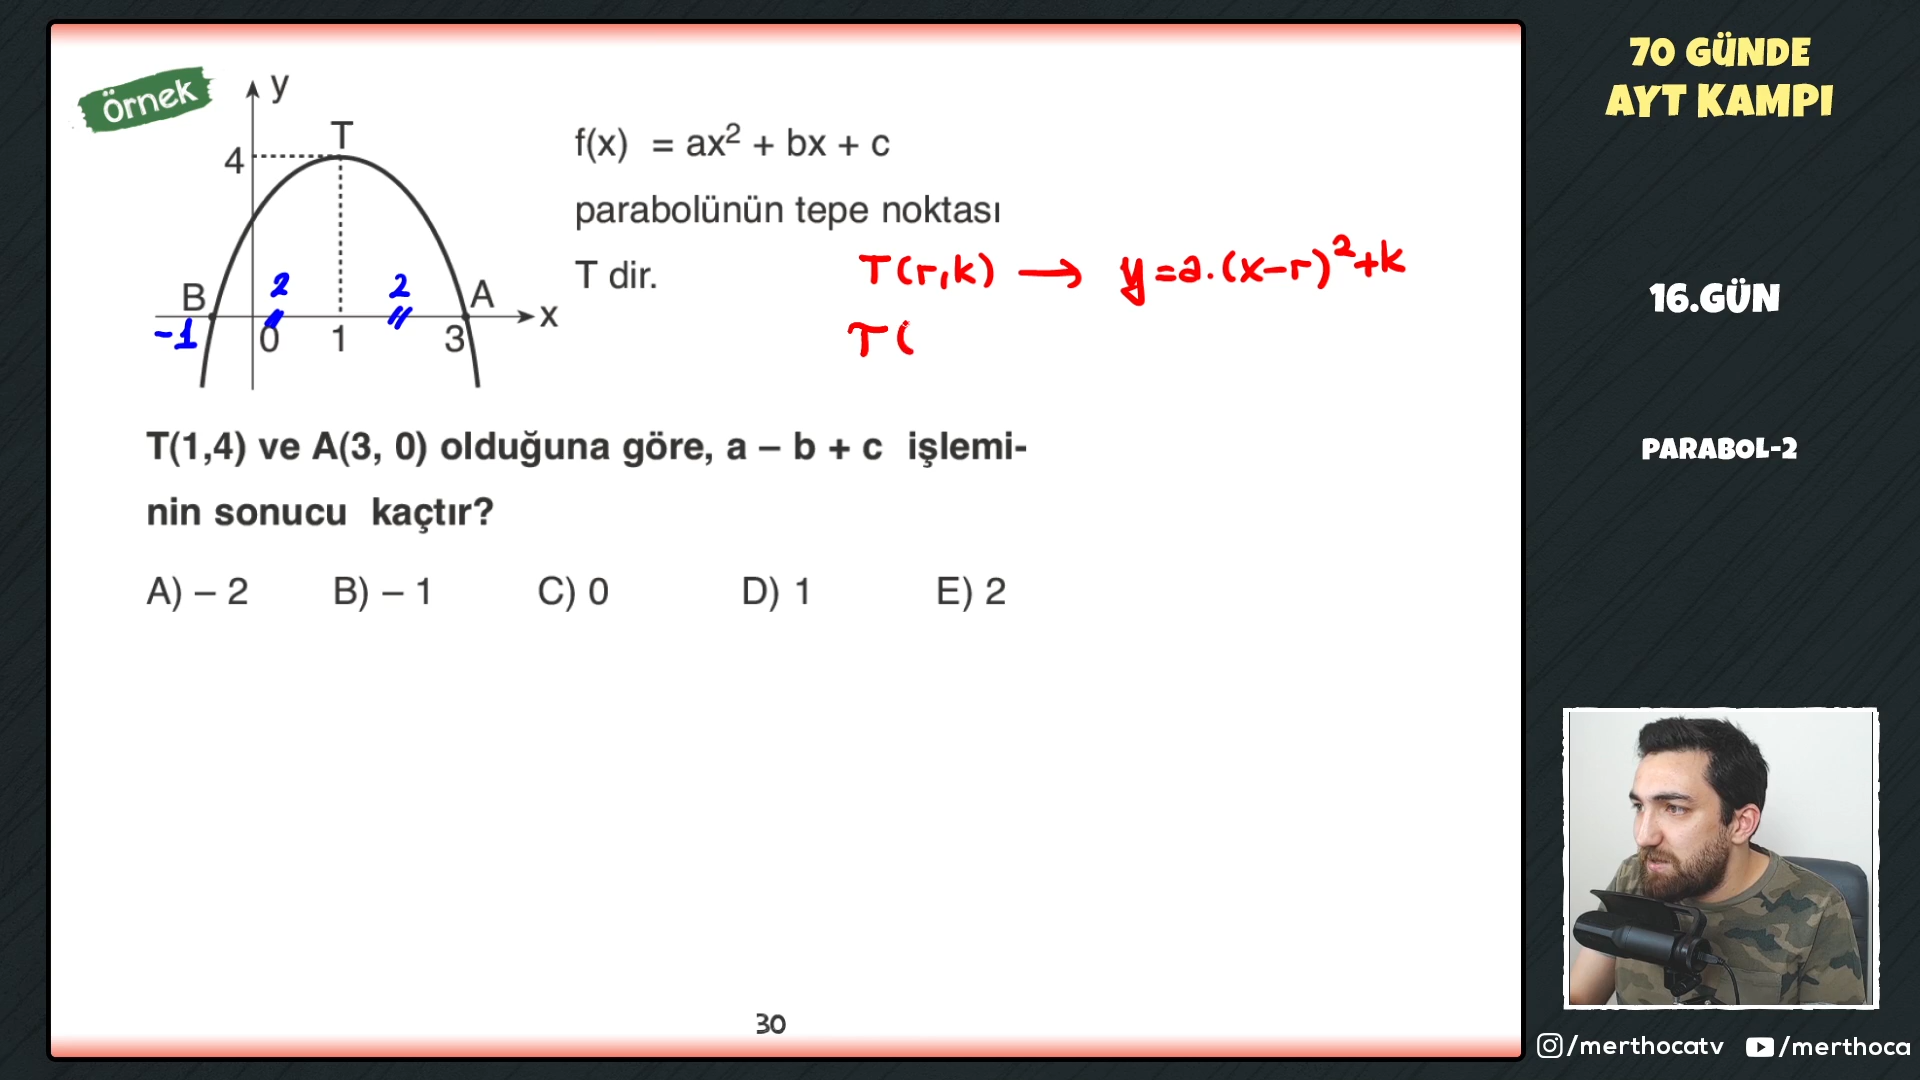 Örnek
y
T
4
B
2
2
A
x
-1
0
1
3
f(x) = ax² + bx + c
parabolünün tepe noktası
T dir.
T(r,k) → y=a.(x-r)²+k
T(
T(1,4) ve A(3, 0) olduğuna göre, a – b + c işlemi-
nin sonucu kaçtır?
A) – 2 B) – 1 C) 0 D) 1 E) 2
30
70 GÜNDE
AYT KAMPI
16.GÜN
PARABOL-2
/merthocatv /merthoca